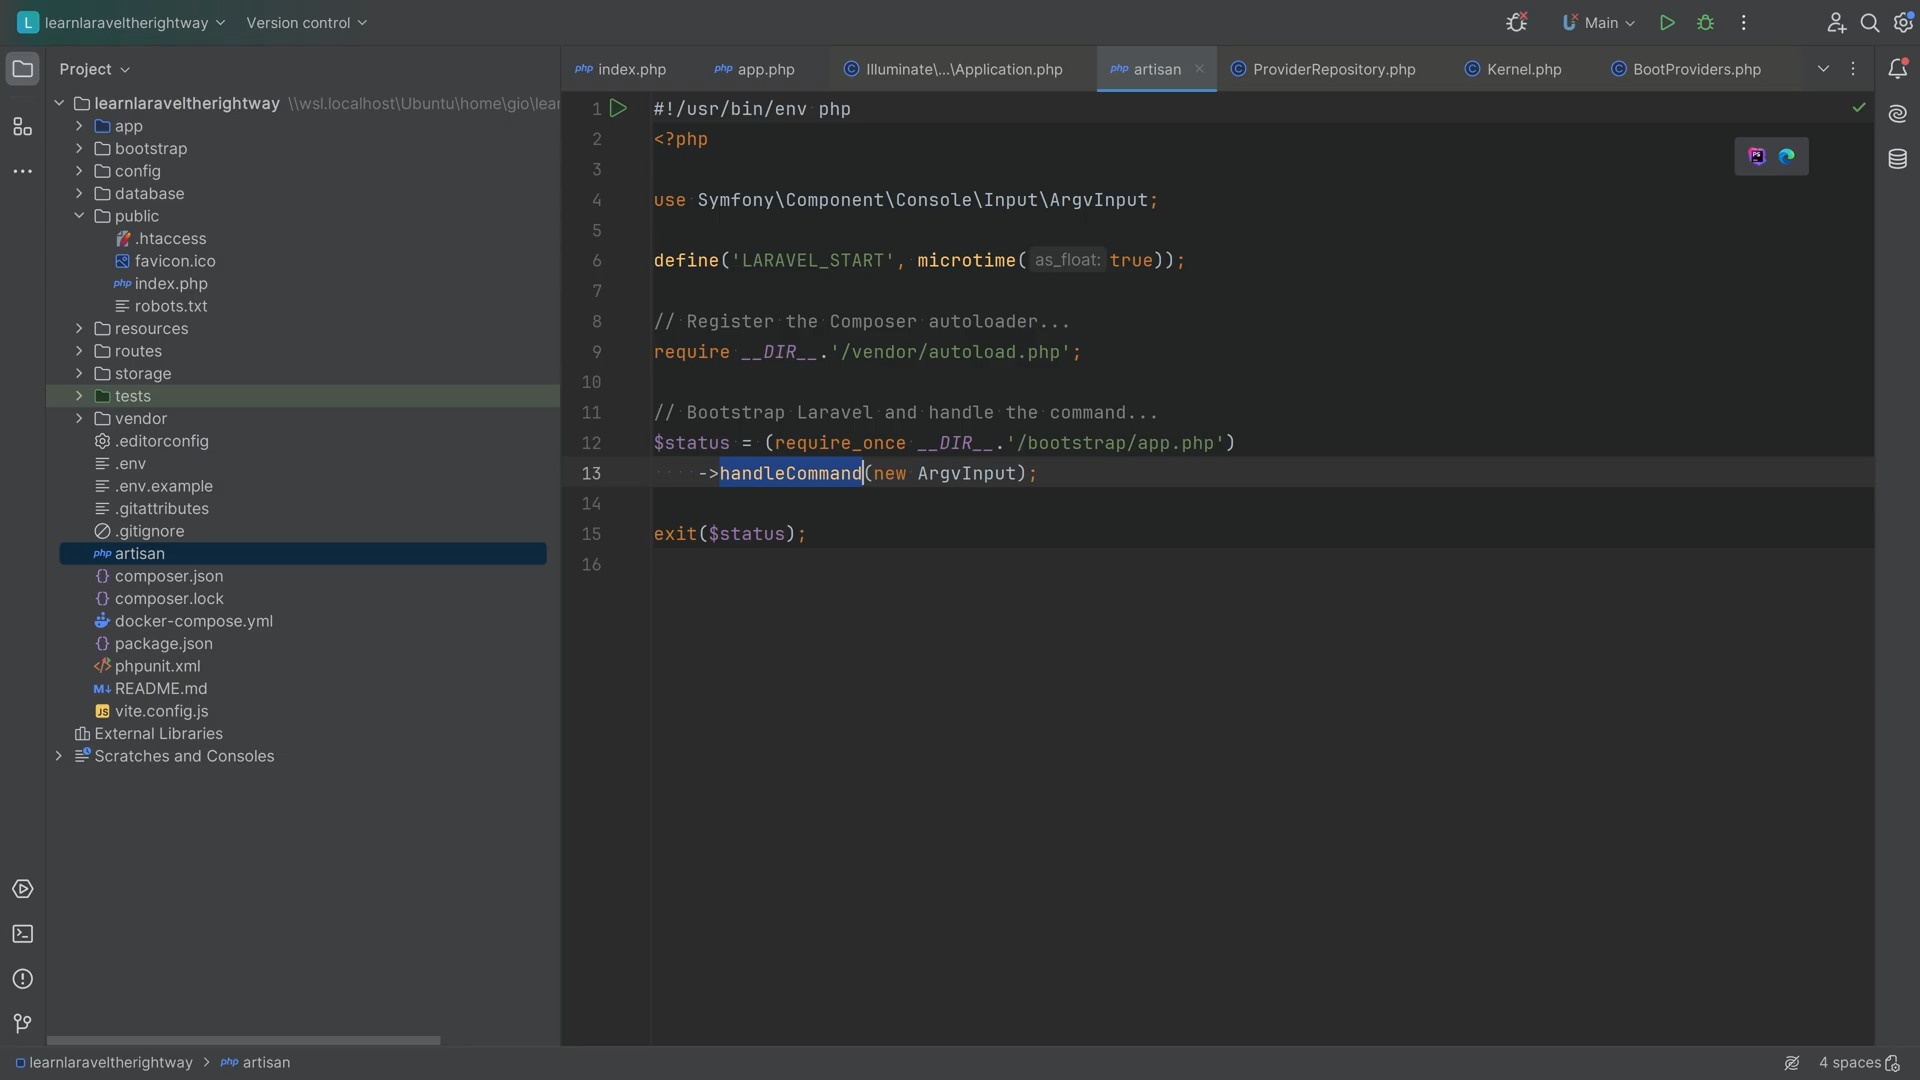 L learnlaraveltherightway Version control Main
Project
learnlaraveltherightway \\wsl.localhost\Ubuntu\home\gio\lear
app
bootstrap
config
database
public
.htaccess
favicon.ico
php index.php
robots.txt
resources
routes
storage
tests
vendor
.editorconfig
.env
.env.example
.gitattributes
.gitignore
php artisan
{} composer.json
{} composer.lock
docker-compose.yml
{} package.json
</> phpunit.xml
M↓ README.md
JS vite.config.js
External Libraries
Scratches and Consoles
php index.php php app.php © Illuminate\...\Application.php php artisan × © ProviderRepository.php © Kernel.php © BootProviders.php
1 #!/usr/bin/env php
2 <?php
PS
3
4 use Symfony\Component\Console\Input\ArgvInput;
5
6 define('LARAVEL_START', microtime( as_float: true));
7
8 // Register the Composer autoloader...
9 require __DIR__.'/vendor/autoload.php';
10
11 // Bootstrap Laravel and handle the command...
12 $status = (require_once __DIR__.'/bootstrap/app.php')
13 ->handleCommand(new ArgvInput);
14
15 exit($status);
16
learnlaraveltherightway > php artisan 4 spaces